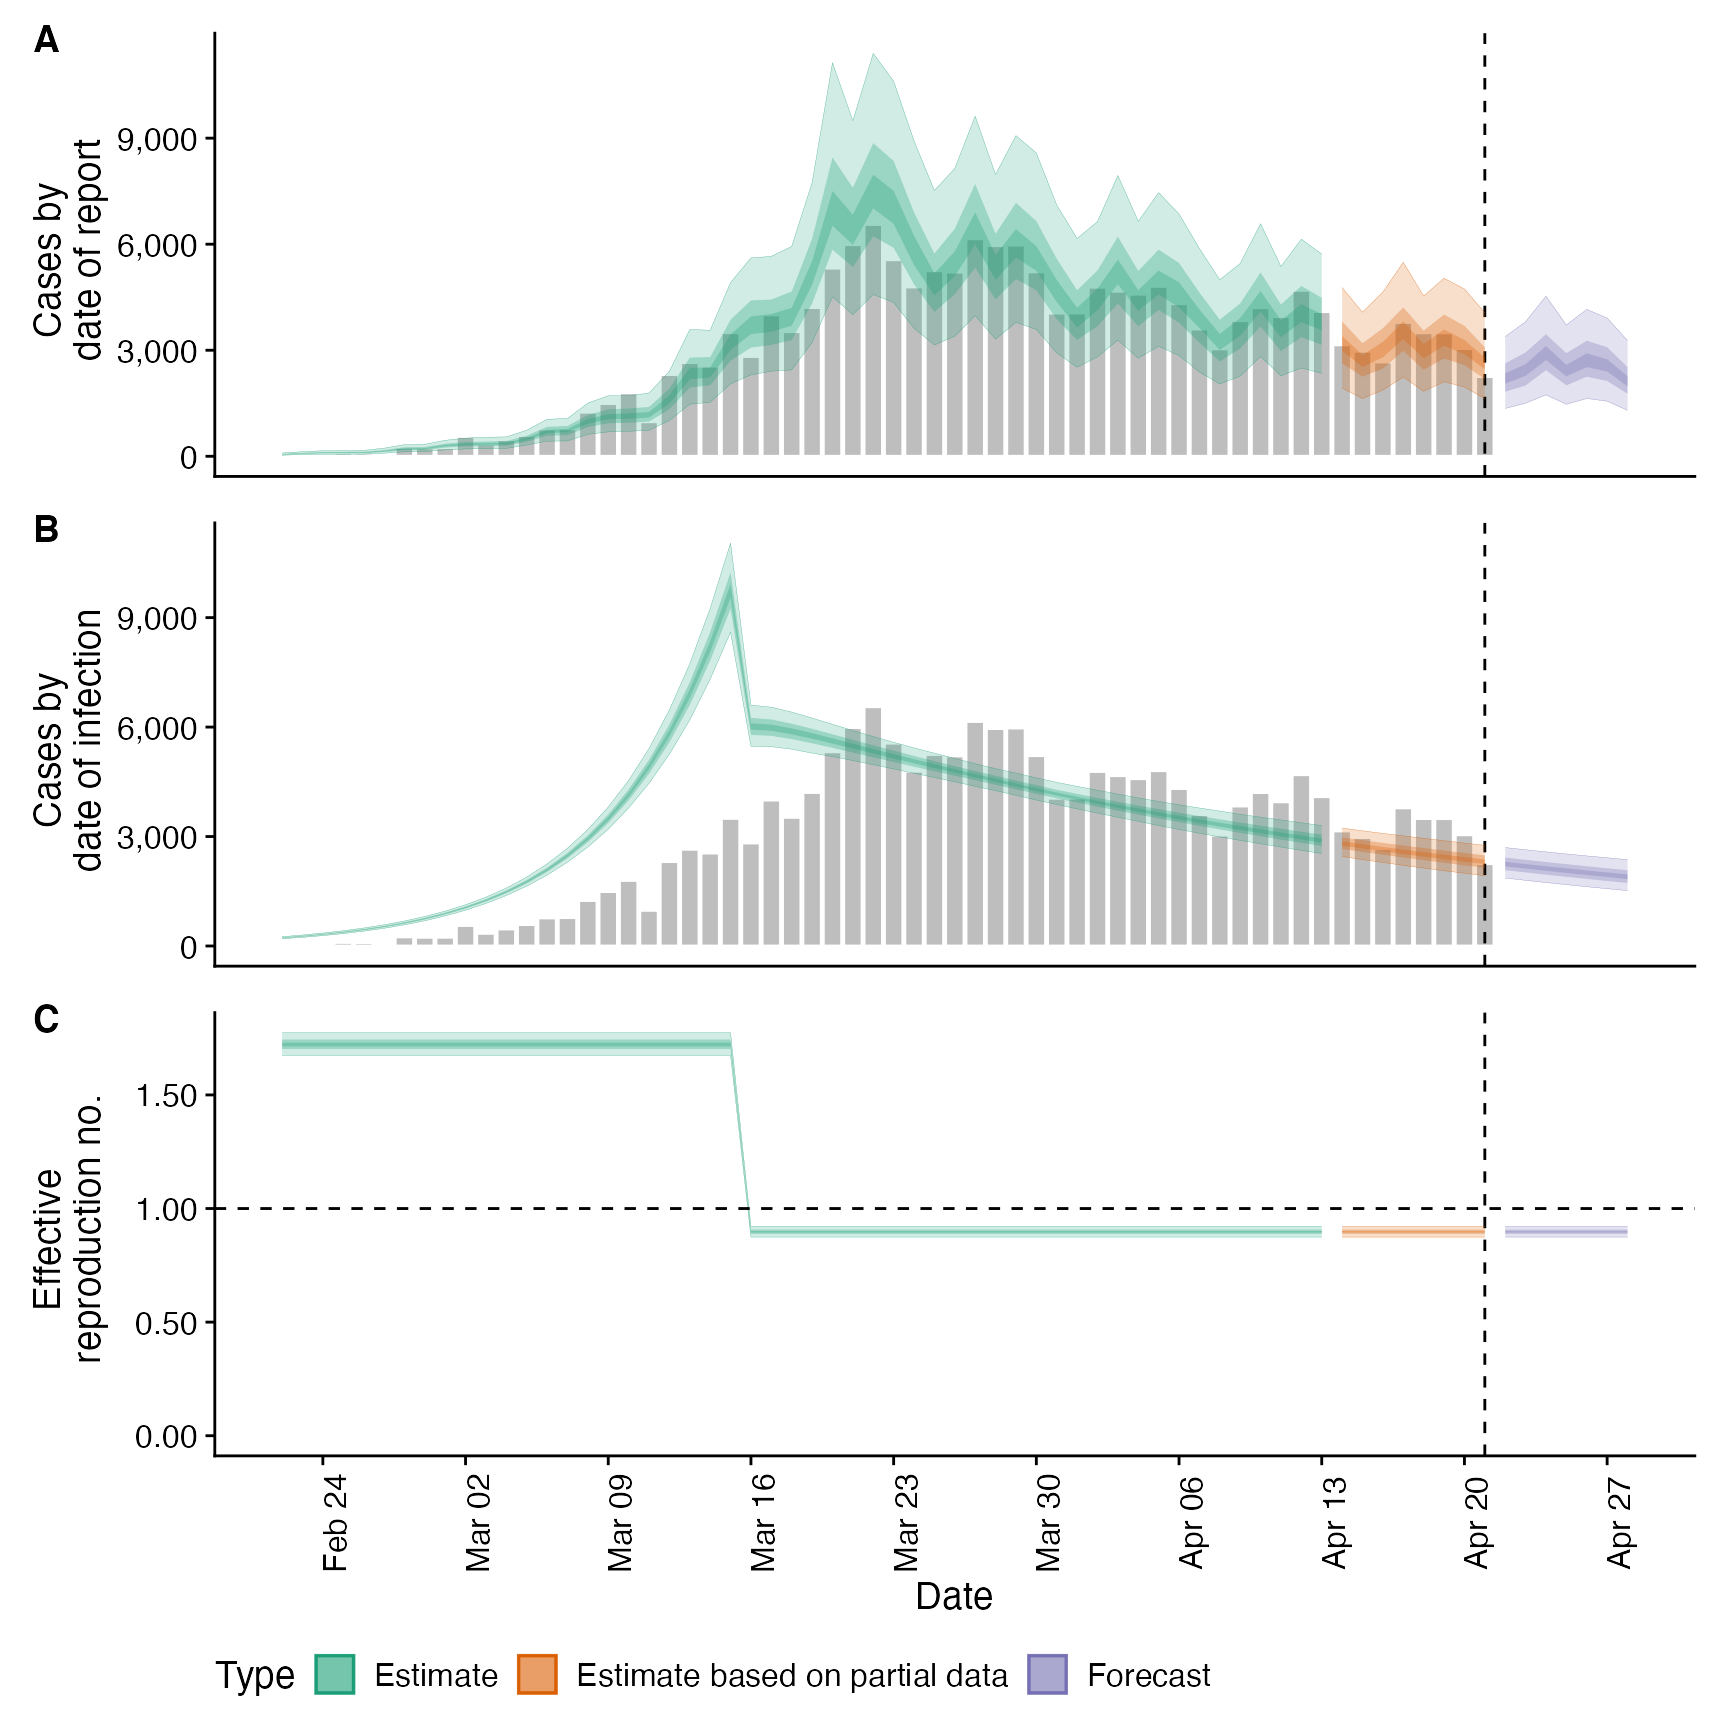 A
Cases by
date of report
9,000
6,000
3,000
0
B
Cases by
date of infection
9,000
6,000
3,000
0
C
Effective
reproduction no.
1.50
1.00
0.50
0.00
Feb 24
Mar 02
Mar 09
Mar 16
Mar 23
Mar 30
Apr 06
Apr 13
Apr 20
Apr 27
Date
Type Estimate Estimate based on partial data Forecast